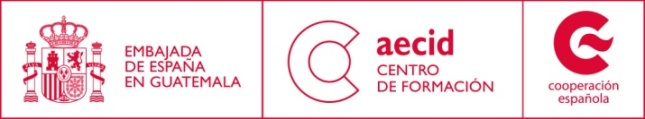 EMBAJADA
DE ESPAÑA
EN GUATEMALA
aecid
CENTRO
DE FORMACIÓN
cooperación
española